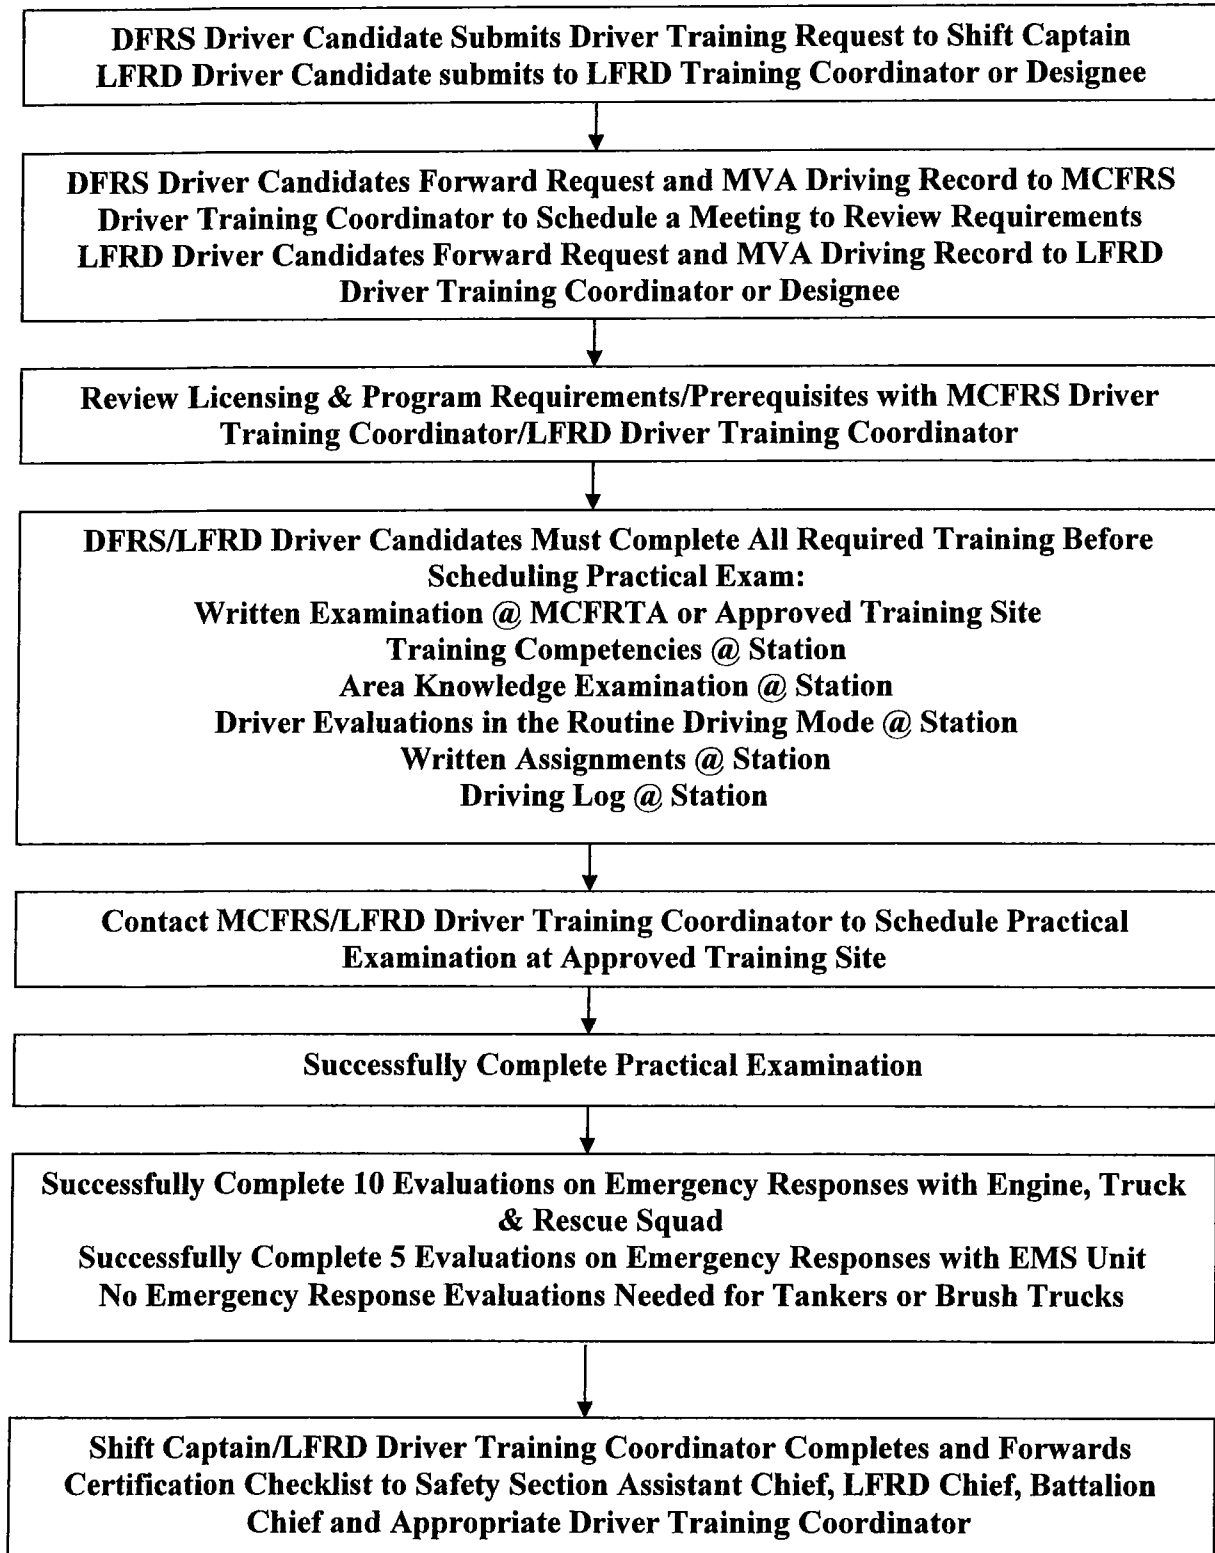 DFRS Driver Candidate Submits Driver Training Request to Shift Captain
LFRD Driver Candidate submits to LFRD Training Coordinator or Designee
DFRS Driver Candidates Forward Request and MVA Driving Record to MCFRS
Driver Training Coordinator to Schedule a Meeting to Review Requirements
LFRD Driver Candidates Forward Request and MVA Driving Record to LFRD
Driver Training Coordinator or Designee
Review Licensing & Program Requirements/Prerequisites with MCFRS Driver
Training Coordinator/LFRD Driver Training Coordinator
DFRS/LFRD Driver Candidates Must Complete All Required Training Before
Scheduling Practical Exam:
Written Examination @ MCFRTA or Approved Training Site
Training Competencies @ Station
Area Knowledge Examination @ Station
Driver Evaluations in the Routine Driving Mode @ Station
Written Assignments @ Station
Driving Log @ Station
Contact MCFRS/LFRD Driver Training Coordinator to Schedule Practical
Examination at Approved Training Site
Successfully Complete Practical Examination
Successfully Complete 10 Evaluations on Emergency Responses with Engine, Truck
& Rescue Squad
Successfully Complete 5 Evaluations on Emergency Responses with EMS Unit
No Emergency Response Evaluations Needed for Tankers or Brush Trucks
Shift Captain/LFRD Driver Training Coordinator Completes and Forwards
Certification Checklist to Safety Section Assistant Chief, LFRD Chief, Battalion
Chief and Appropriate Driver Training Coordinator